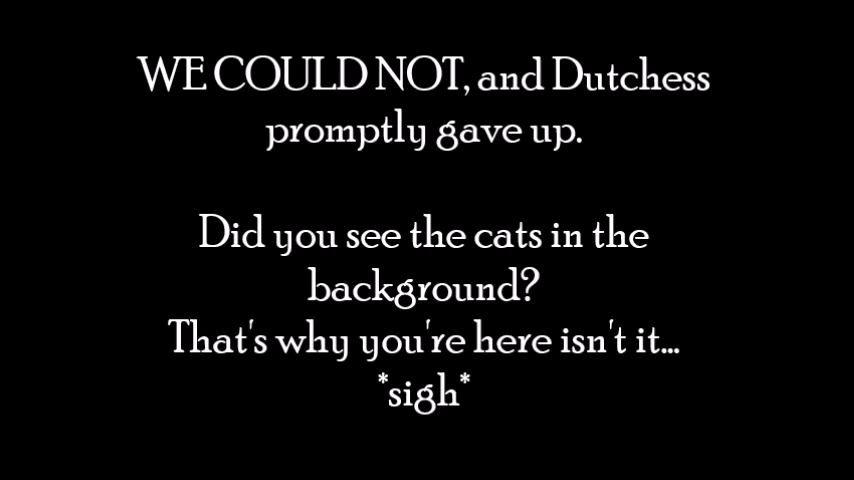 WE COULD NOT, and Dutchess
promptly gave up.
Did you see the cats in the
background?
That's why you're here isn't it...
*sigh*